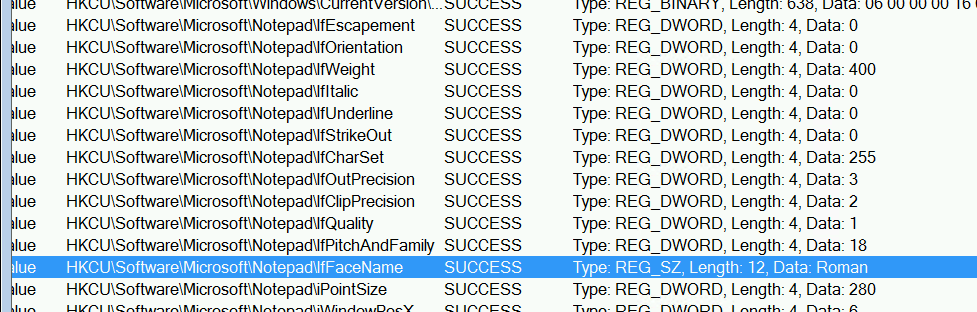 HKCU\Software\Microsoft\Windows\CurrentVersion\... SUCCESS Type: REG_BINARY, Length: 638, Data: 06 00 00 00 16
alue HKCU\Software\Microsoft\Notepad\lfEscapement SUCCESS Type: REG_DWORD, Length: 4, Data: 0
alue HKCU\Software\Microsoft\Notepad\lfOrientation SUCCESS Type: REG_DWORD, Length: 4, Data: 0
alue HKCU\Software\Microsoft\Notepad\lfWeight SUCCESS Type: REG_DWORD, Length: 4, Data: 400
alue HKCU\Software\Microsoft\Notepad\lfItalic SUCCESS Type: REG_DWORD, Length: 4, Data: 0
alue HKCU\Software\Microsoft\Notepad\lfUnderline SUCCESS Type: REG_DWORD, Length: 4, Data: 0
alue HKCU\Software\Microsoft\Notepad\lfStrikeOut SUCCESS Type: REG_DWORD, Length: 4, Data: 0
alue HKCU\Software\Microsoft\Notepad\lfCharSet SUCCESS Type: REG_DWORD, Length: 4, Data: 255
alue HKCU\Software\Microsoft\Notepad\lfOutPrecision SUCCESS Type: REG_DWORD, Length: 4, Data: 3
alue HKCU\Software\Microsoft\Notepad\lfClipPrecision SUCCESS Type: REG_DWORD, Length: 4, Data: 2
alue HKCU\Software\Microsoft\Notepad\lfQuality SUCCESS Type: REG_DWORD, Length: 4, Data: 1
alue HKCU\Software\Microsoft\Notepad\lfPitchAndFamily SUCCESS Type: REG_DWORD, Length: 4, Data: 18
alue HKCU\Software\Microsoft\Notepad\lfFaceName SUCCESS Type: REG_SZ, Length: 12, Data: Roman
alue HKCU\Software\Microsoft\Notepad\iPointSize SUCCESS Type: REG_DWORD, Length: 4, Data: 280
alue HKCU\Software\Microsoft\Notepad\iWindowPosX SUCCESS Type: REG_DWORD, Length: 4, Data: 6